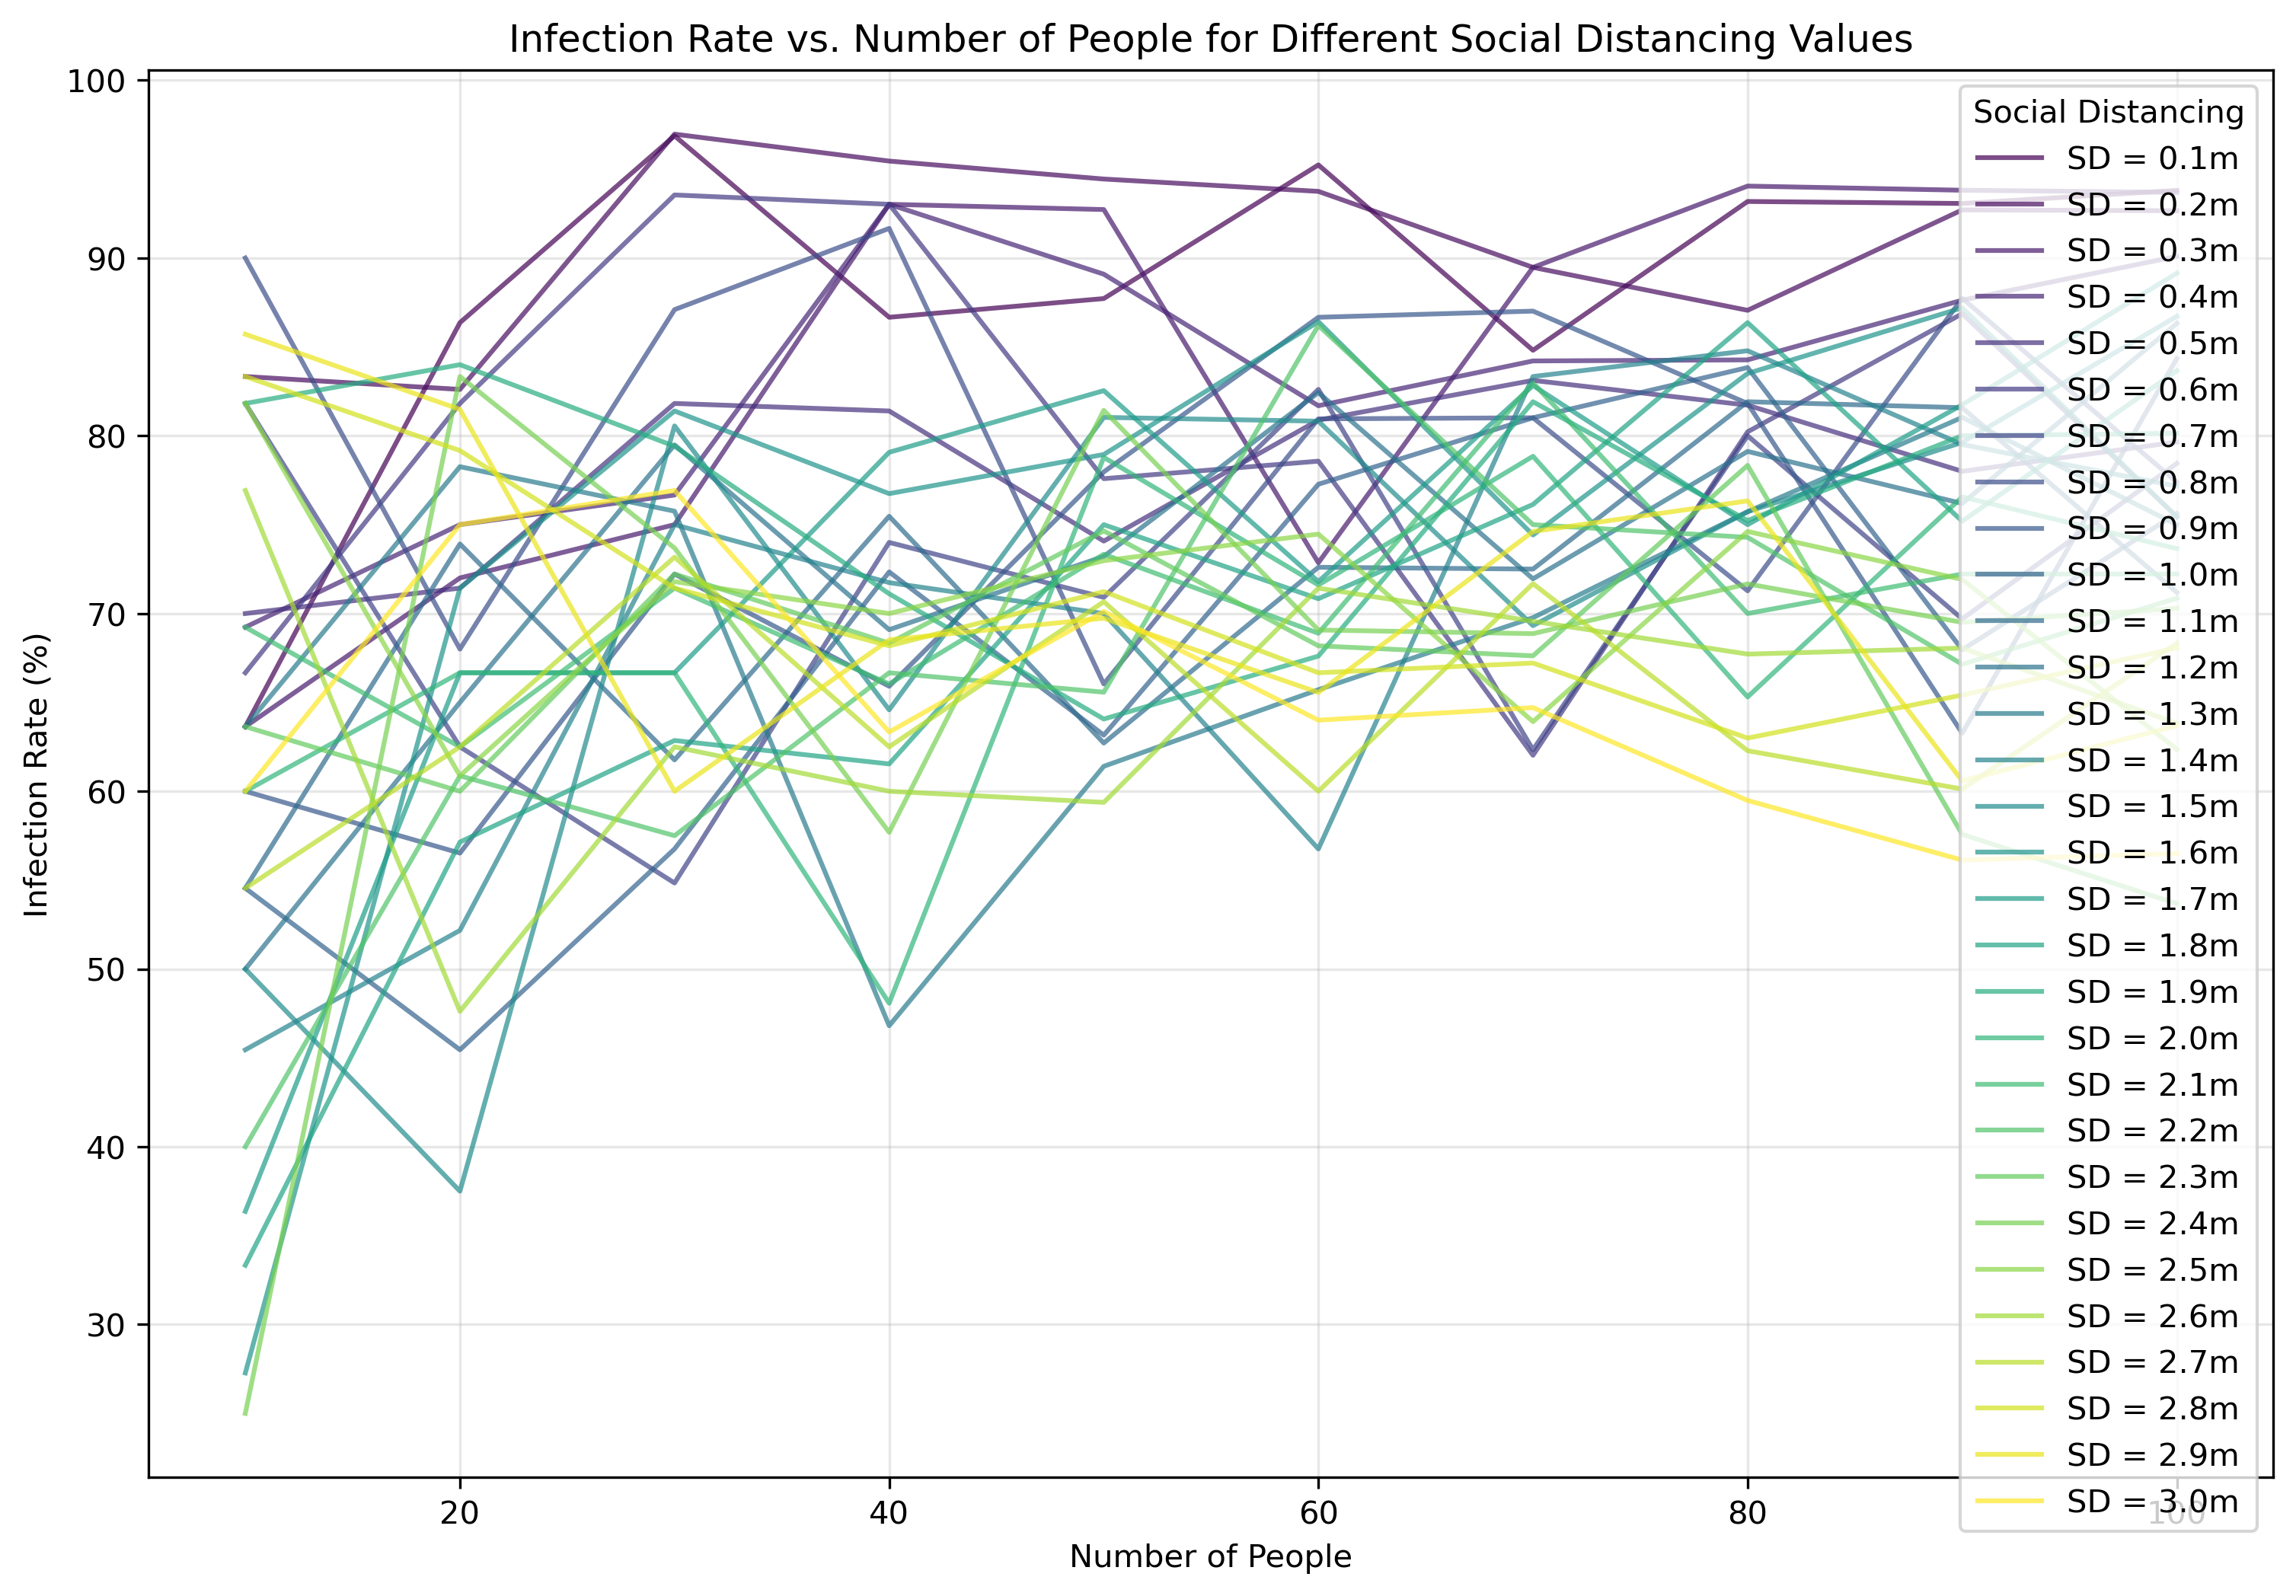 Infection Rate vs. Number of People for Different Social Distancing Values
Infection Rate (%)
100
90
80
70
60
50
40
30
20
40
60
80
100
Number of People
Social Distancing
SD = 0.1m
SD = 0.2m
SD = 0.3m
SD = 0.4m
SD = 0.5m
SD = 0.6m
SD = 0.7m
SD = 0.8m
SD = 0.9m
SD = 1.0m
SD = 1.1m
SD = 1.2m
SD = 1.3m
SD = 1.4m
SD = 1.5m
SD = 1.6m
SD = 1.7m
SD = 1.8m
SD = 1.9m
SD = 2.0m
SD = 2.1m
SD = 2.2m
SD = 2.3m
SD = 2.4m
SD = 2.5m
SD = 2.6m
SD = 2.7m
SD = 2.8m
SD = 2.9m
SD = 3.0m